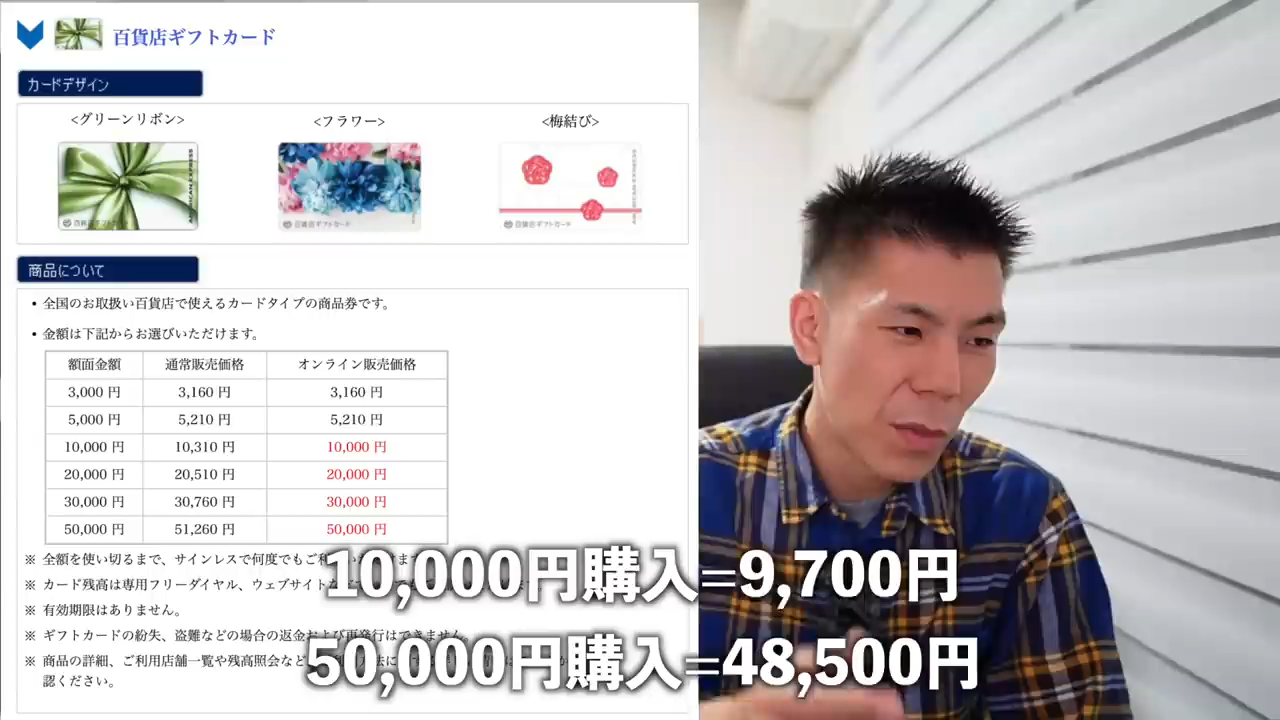 百貨店ギフトカード
カードデザイン
<グリーンリボン> <フラワー> <梅結び>
AMERICAN EXPRESS
百貨店ギフトカード
百貨店ギフトカード
商品について
• 全国のお取扱い百貨店で使えるカードタイプの商品券です。
• 金額は下記からお選びいただけます。
額面金額 通常販売価格 オンライン販売価格
3,000 円 3,160 円 3,160 円
5,000 円 5,210 円 5,210 円
10,000 円 10,310 円 10,000 円
20,000 円 20,510 円 20,000 円
30,000 円 30,760 円 30,000 円
50,000 円 51,260 円 50,000 円
※ 全額を使い切るまで、サインレスで何度でもご利
※ カード残高は専用フリーダイヤル、ウェブサイト
※ 有効期限はありません。
※ ギフトカードの紛失、盗難などの場合の返金および再発行はできません。
※ 商品の詳細、ご利用店舗一覧や残高照会など
認ください。
10,000円購入=9,700円
50,000円購入=48,500円